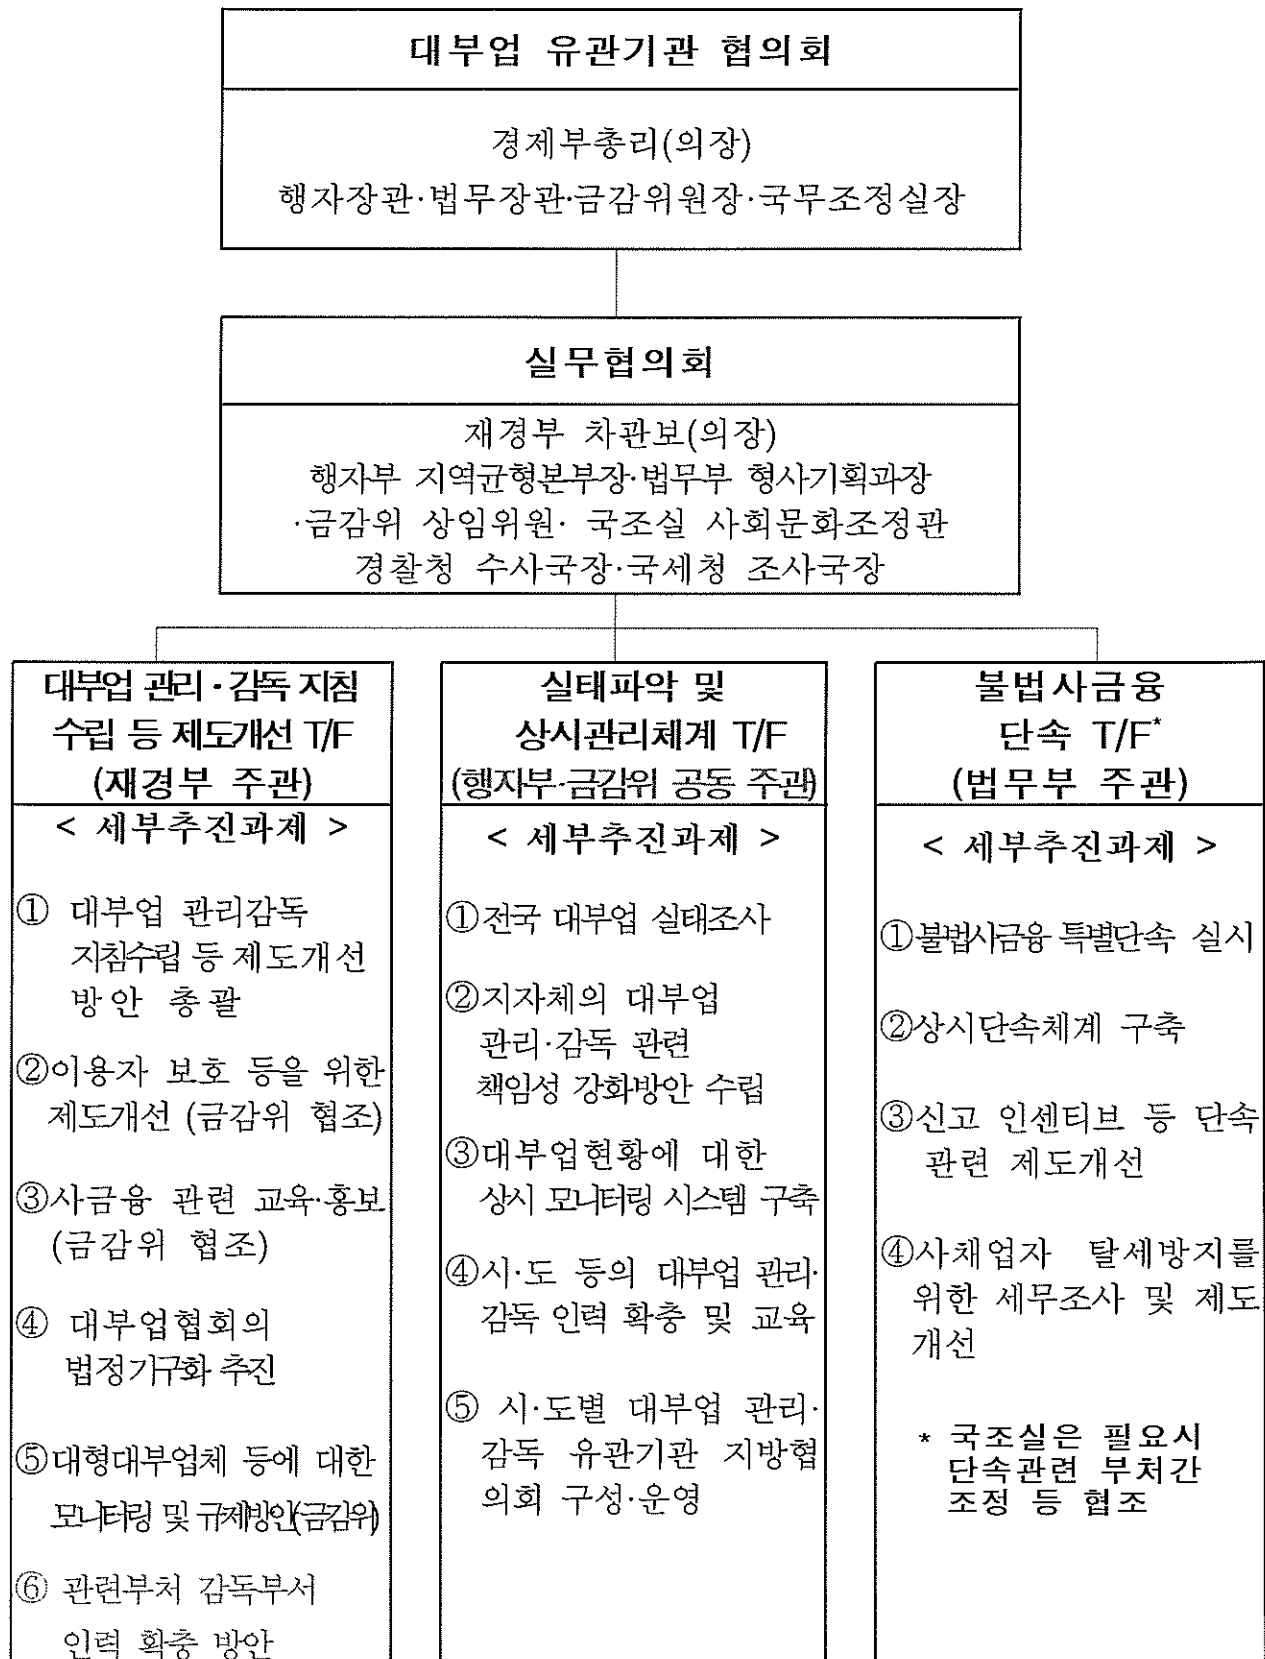 대부업 유관기관 협의회
경제부총리(의장)
행자장관·법무장관·금감위원장·국무조정실장
실무협의회
재경부 차관보(의장)
행자부 지역균형본부장·법무부 형사기획과장
·금감위 상임위원· 국조실 사회문화조정관
경찰청 수사국장·국세청 조사국장
대부업 관리·감독 지침
수립 등 제도개선 T/F
(재경부 주관)
< 세부추진과제 >
① 대부업 관리감독
지침수립 등 제도개선
방안 총괄
②이용자 보호 등을 위한
제도개선 (금감위 협조)
③사금융 관련 교육·홍보
(금감위 협조)
④ 대부업협회의
법정기구화 추진
⑤대형대부업체 등에 대한
모니터링 및 규제방안(금감위)
⑥ 관련부처 감독부서
인력 확충 방안
실태파악 및
상시관리체계 T/F
(행자부·금감위 공동 주관)
< 세부추진과제 >
①전국 대부업 실태조사
②지자체의 대부업
관리·감독 관련
책임성 강화방안 수립
③대부업현황에 대한
상시 모니터링 시스템 구축
④시·도 등의 대부업 관리·
감독 인력 확충 및 교육
⑤ 시·도별 대부업 관리·
감독 유관기관 지방협
의회 구성·운영
불법사금융
단속 T/F*
(법무부 주관)
< 세부추진과제 >
①불법사금융 특별단속 실시
②상시단속체계 구축
③신고 인센티브 등 단속
관련 제도개선
④사채업자 탈세방지를
위한 세무조사 및 제도
개선
* 국조실은 필요시
단속관련 부처간
조정 등 협조